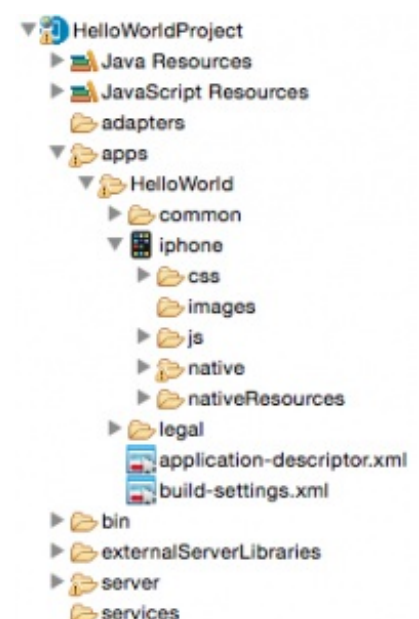 HelloWorldProject
Java Resources
JavaScript Resources
adapters
apps
HelloWorld
common
iphone
css
images
js
native
nativeResources
legal
application-descriptor.xml
build-settings.xml
bin
externalServerLibraries
server
services